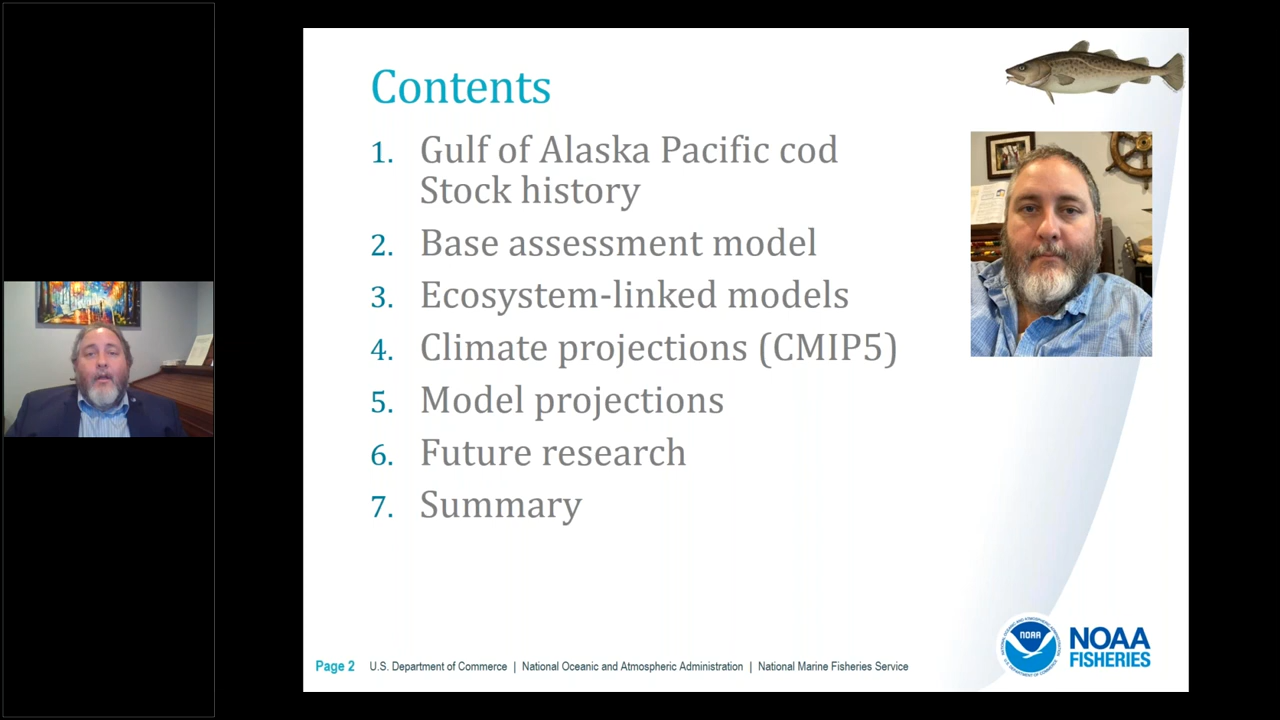 Contents
1. Gulf of Alaska Pacific cod
Stock history
2. Base assessment model
3. Ecosystem-linked models
4. Climate projections (CMIP5)
5. Model projections
6. Future research
7. Summary
NOAA
NOAA
FISHERIES
Page 2 U.S. Department of Commerce | National Oceanic and Atmospheric Administration | National Marine Fisheries Service